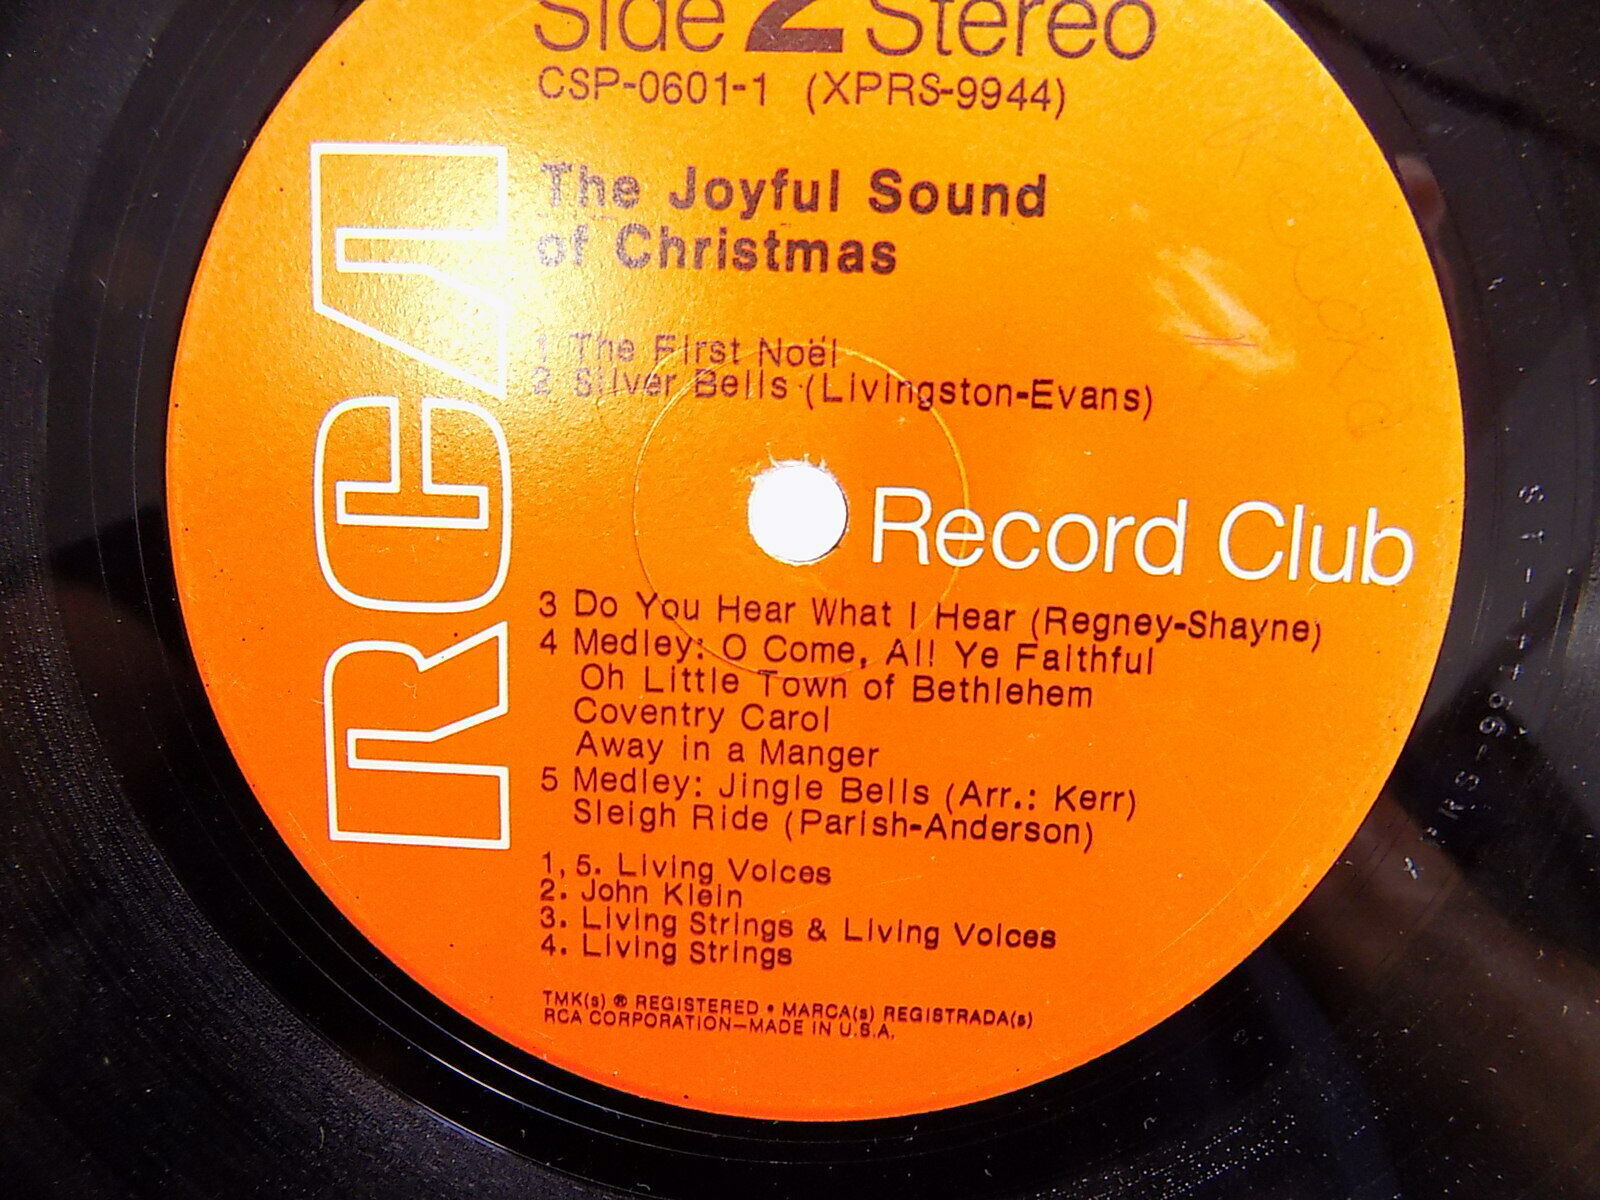 Side 2 Stereo
CSP-0601-1 (XPRS-9944)
The Joyful Sound
of Christmas
1 The First Noël
2 Silver Bells (Livingston-Evans)
RCA
Record Club
3 Do You Hear What I Hear (Regney-Shayne)
4 Medley: O Come, All Ye Faithful
Oh Little Town of Bethlehem
Coventry Carol
Away in a Manger
5 Medley: Jingle Bells (Arr.: Kerr)
Sleigh Ride (Parish-Anderson)
1, 5. Living Voices
2. John Klein
3. Living Strings & Living Voices
4. Living Strings
TMK(s) ® REGISTERED • MARCA(s) REGISTRADA(s)
RCA CORPORATION—MADE IN U.S.A.